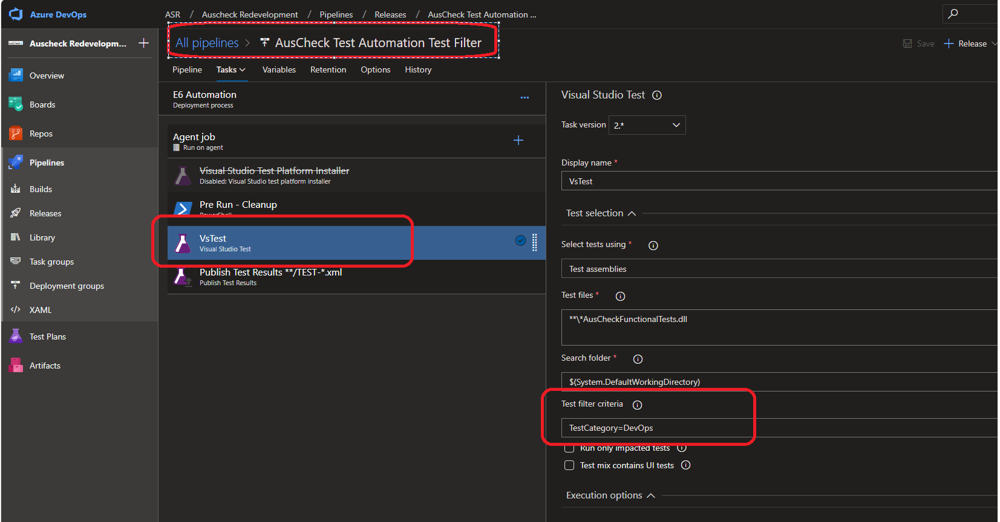 Azure DevOps
ASR / Auscheck Redevelopment / Pipelines / Releases / AusCheck Test Automation ...
Auscheck Redevelopm...
All pipelines > AusCheck Test Automation Test Filter
Save
Release
Pipeline
Tasks
Variables
Retention
Options
History
Overview
Boards
Repos
Pipelines
Builds
Releases
Library
Task groups
Deployment groups
XAML
Test Plans
Artifacts
E6 Automation
Deployment process
Agent job
Run on agent
Visual Studio Test Platform Installer
Disabled: Visual Studio test platform installer
Pre Run - Cleanup
PowerShell
VsTest
Visual Studio Test
Publish Test Results **/TEST-*.xml
Publish Test Results
Visual Studio Test
Task version 2.*
Display name *
VsTest
Test selection
Select tests using *
Test assemblies
Test files *
**\*AusCheckFunctionalTests.dll
Search folder *
$(System.DefaultWorkingDirectory)
Test filter criteria
TestCategory=DevOps
Run only impacted tests
Test mix contains UI tests
Execution options